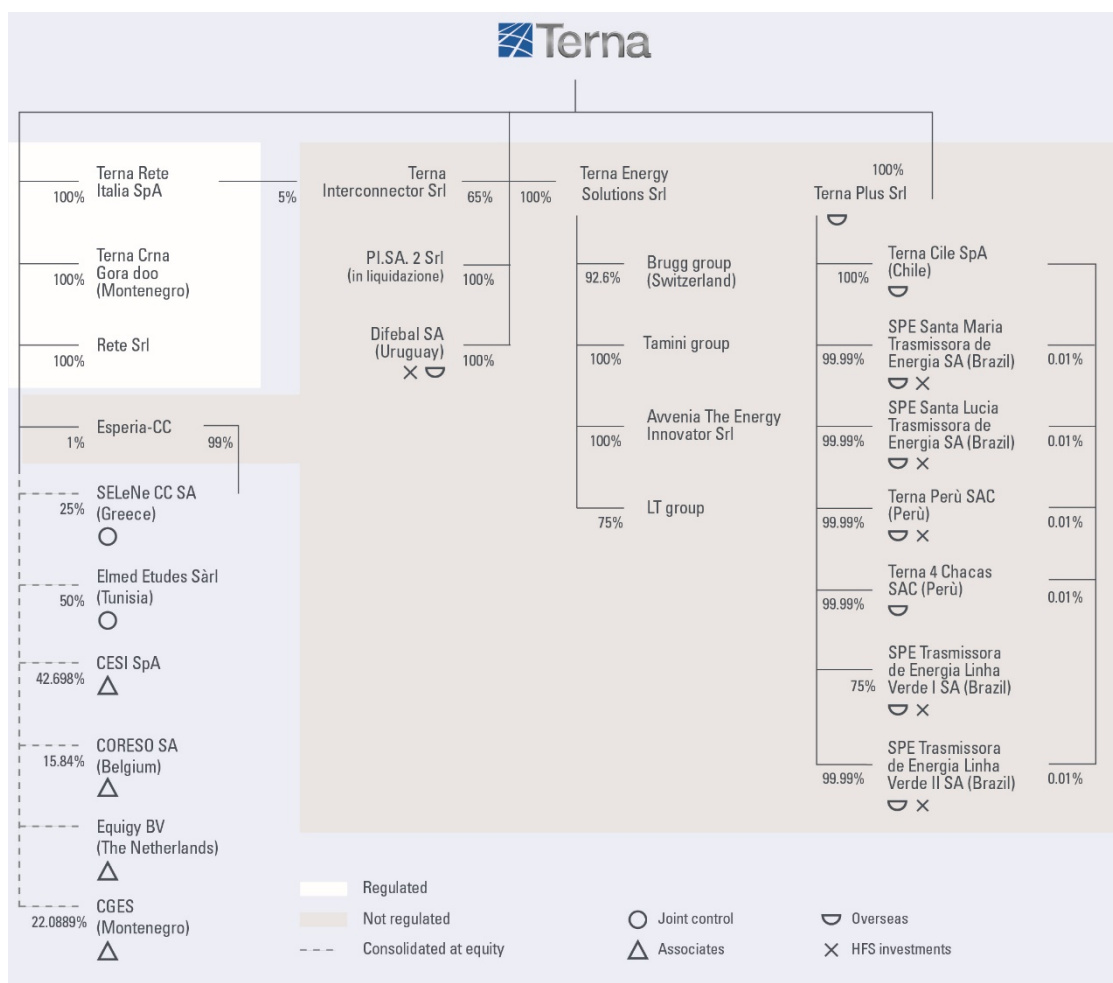 Terna
Terna Rete
Italia SpA
100%
5%
Terna Crna
Gora doo
(Montenegro)
100%
Rete Srl
100%
Esperia-CC
1%
99%
SELeNe CC SA
(Greece)
25%
Elmed Etudes Sàrl
(Tunisia)
50%
CESI SpA
42.698%
CORESO SA
(Belgium)
15.84%
Equigy BV
(The Netherlands)
CGES
(Montenegro)
22.0889%
Terna
Interconnector Srl
65%
PI.SA. 2 Srl
(in liquidazione)
100%
Difebal SA
(Uruguay)
100%
Terna Energy
Solutions Srl
100%
Brugg group
(Switzerland)
92.6%
Tamini group
100%
Avvenia The Energy
Innovator Srl
100%
LT group
75%
100%
Terna Plus Srl
Terna Cile SpA
(Chile)
100%
SPE Santa Maria
Trasmissora de
Energia SA (Brazil)
99.99%
0.01%
SPE Santa Lucia
Trasmissora de
Energia SA (Brazil)
99.99%
0.01%
Terna Perù SAC
(Perù)
99.99%
0.01%
Terna 4 Chacas
SAC (Perù)
99.99%
0.01%
SPE Trasmissora
de Energia Linha
Verde I SA (Brazil)
75%
SPE Trasmissora
de Energia Linha
Verde II SA (Brazil)
99.99%
0.01%
Regulated
Not regulated
Consolidated at equity
Joint control
Associates
Overseas
HFS investments